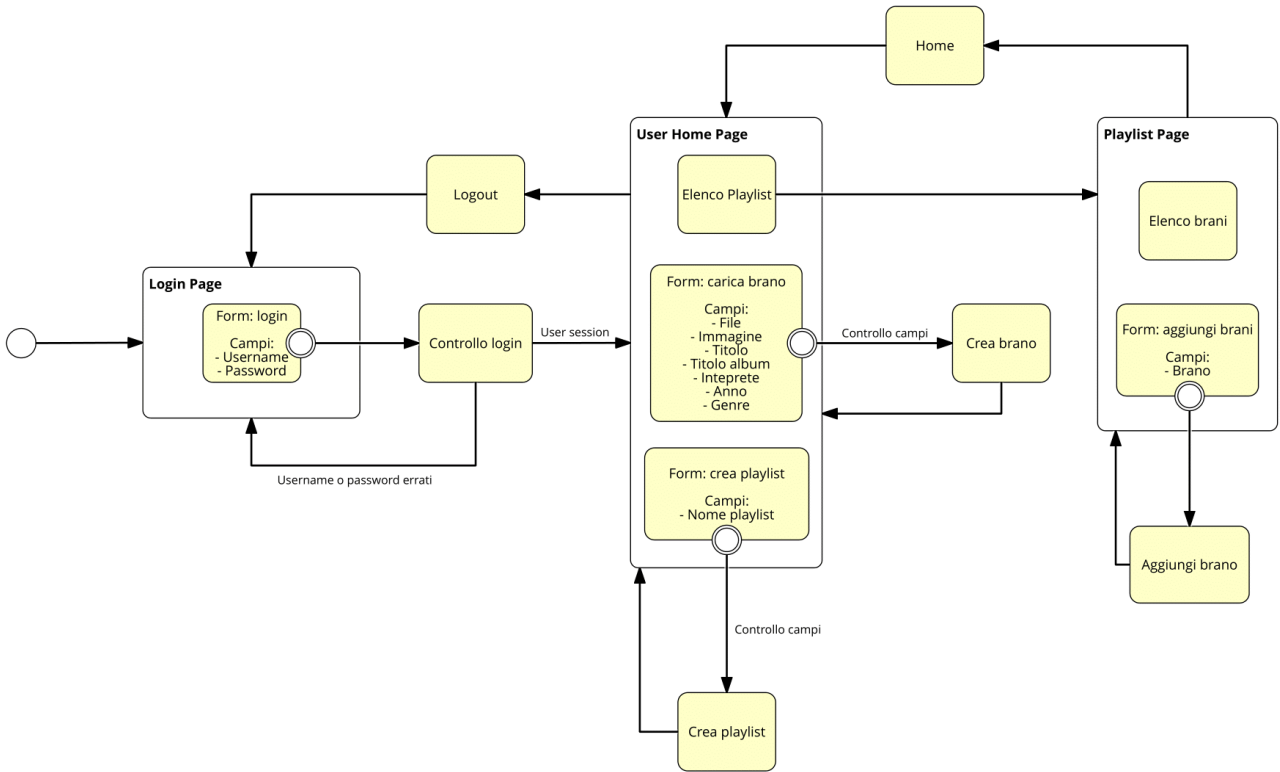 Home
User Home Page
Playlist Page
Logout
Elenco Playlist
Elenco brani
Login Page
Form: login
Campi:
- Username
- Password
Controllo login
User session
Form: carica brano
Campi:
- File
- Immagine
- Titolo
- Titolo album
- Inteprete
- Anno
- Genre
Controllo campi
Crea brano
Form: aggiungi brani
Campi:
- Brano
Username o password errati
Form: crea playlist
Campi:
- Nome playlist
Aggiungi brano
Controllo campi
Crea playlist